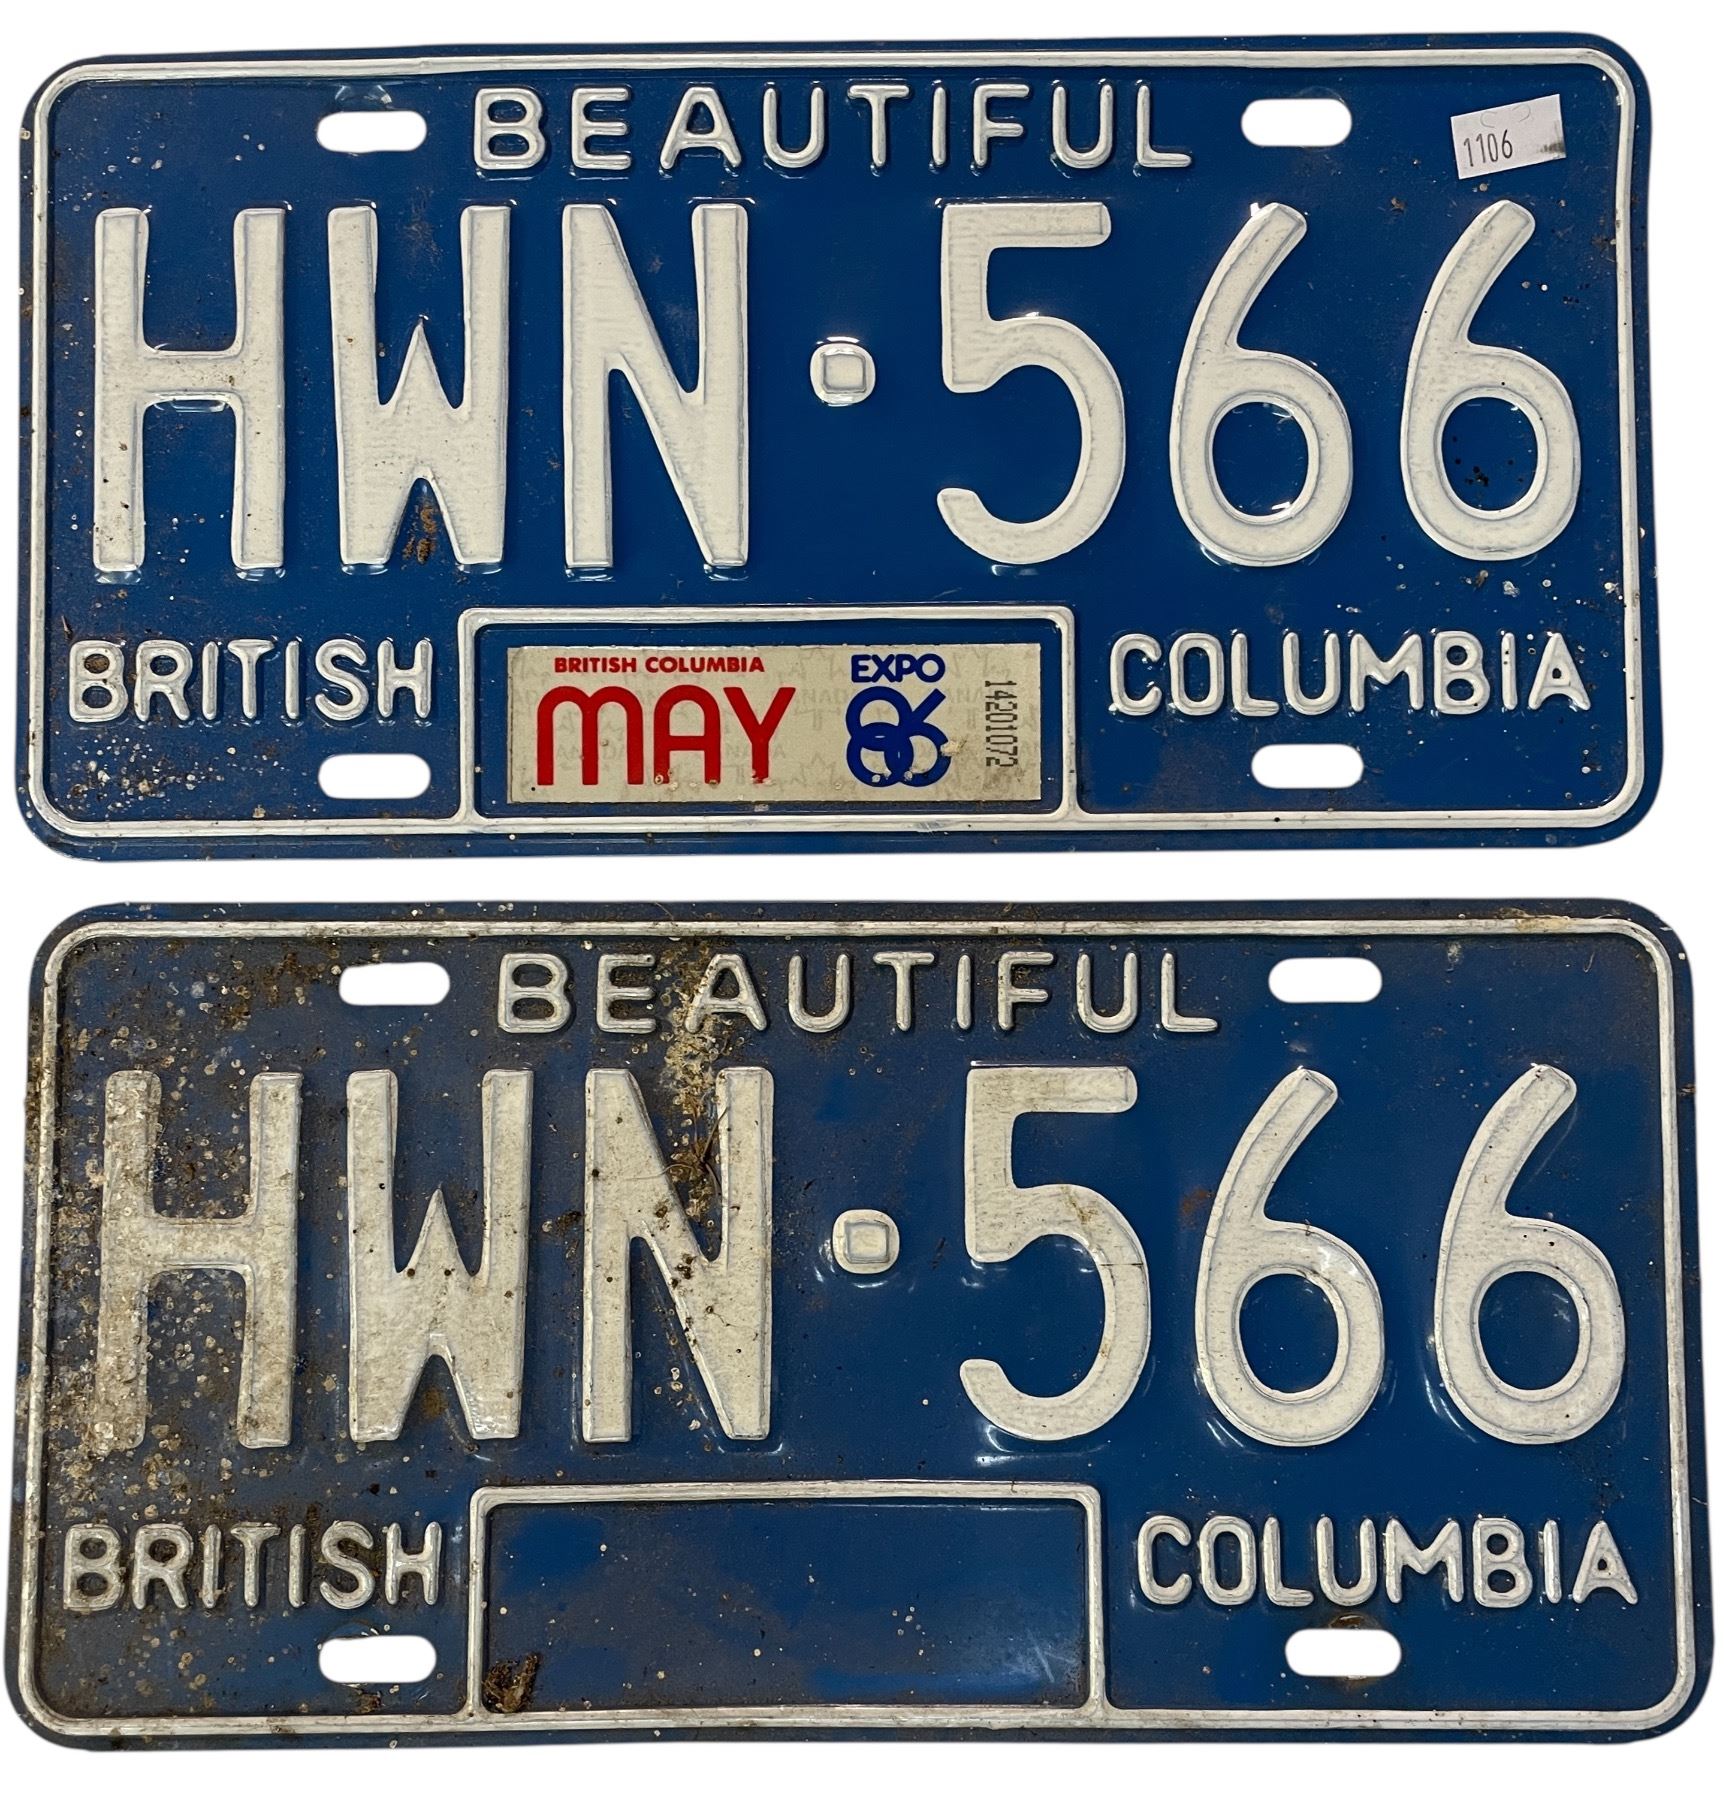 BEAUTIFUL
1106
HWN·566
BRITISH
BRITISH COLUMBIA
MAY
EXPO
86
14201072
COLUMBIA
BEAUTIFUL
HWN·566
BRITISH
COLUMBIA